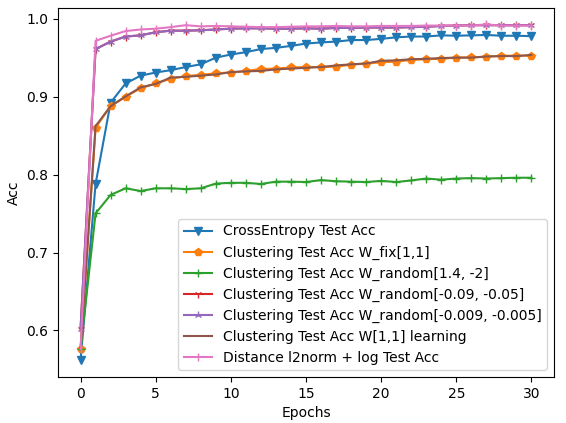 1.0
0.9
0.8
0.7
0.6
Acc
CrossEntropy Test Acc
Clustering Test Acc W_fix[1,1]
Clustering Test Acc W_random[1.4, -2]
Clustering Test Acc W_random[-0.09, -0.05]
Clustering Test Acc W_random[-0.009, -0.005]
Clustering Test Acc W[1,1] learning
Distance l2norm + log Test Acc
0 5 10 15 20 25 30
Epochs